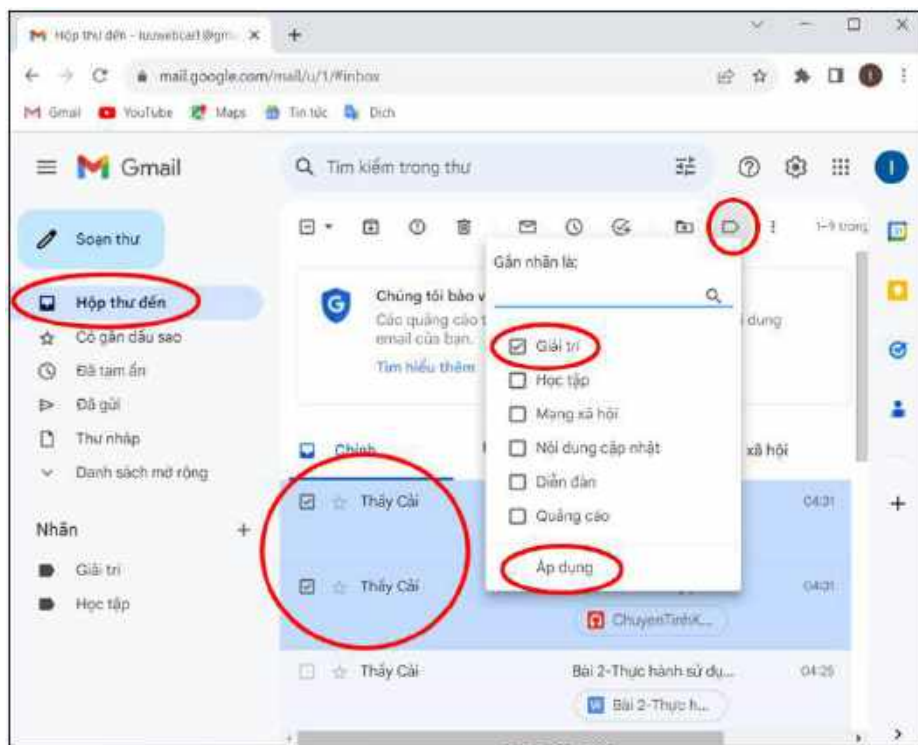 Hộp thư đến - luuwebcar1@gm
mail.google.com/mail/u/1/#inbox
Gmail YouTube Maps Tin tức Dịch
Gmail
Tìm kiếm trong thư
Soạn thư
1–9 trong
Gắn nhãn là:
Hộp thư đến
Chúng tôi bảo v
Các quảng cáo t
i dung
Có gắn dấu sao
email của bạn.
Giải trí
Đã tạm ẩn
Tìm hiểu thêm
Học tập
Đã gửi
Mạng xã hội
Thư nháp
Chính
Nội dung cập nhật
xã hội
Danh sách mở rộng
Diễn đàn
Thầy Cải
04:31
Quảng cáo
Nhãn
Giải trí
Áp dụng
Thầy Cải
04:31
Học tập
ChuyenTinhK...
Thầy Cải
Bài 2-Thực hành sử dụ...
04:25
Bài 2-Thực h...